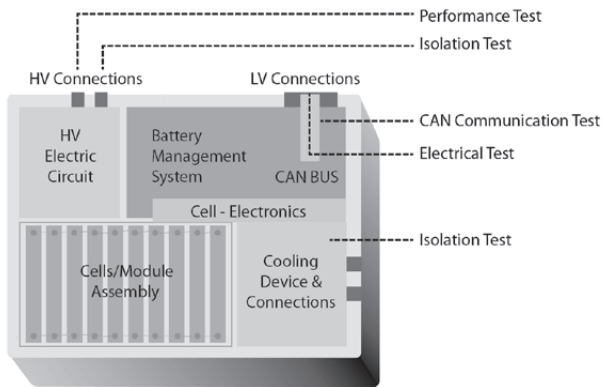 Performance Test
Isolation Test
HV Connections
LV Connections
CAN Communication Test
HV
Electric
Circuit
Battery
Management
System
CAN BUS
Electrical Test
Cell - Electronics
Isolation Test
Cells/Module
Assembly
Cooling
Device &
Connections